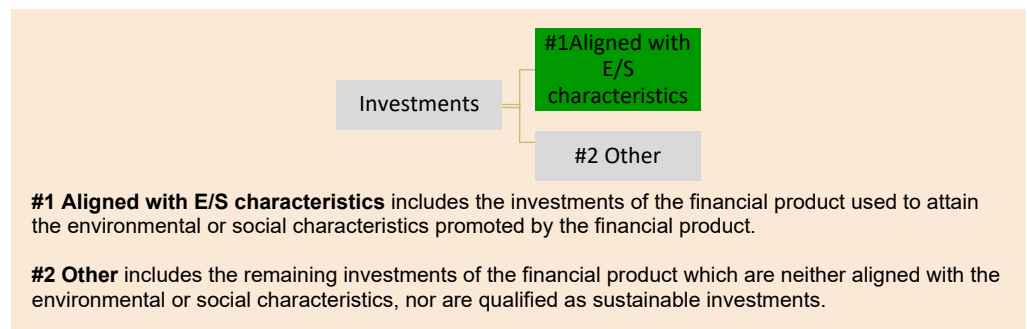 #1Aligned with
E/S
characteristics
Investments
#2 Other
#1 Aligned with E/S characteristics includes the investments of the financial product used to attain
the environmental or social characteristics promoted by the financial product.
#2 Other includes the remaining investments of the financial product which are neither aligned with the
environmental or social characteristics, nor are qualified as sustainable investments.